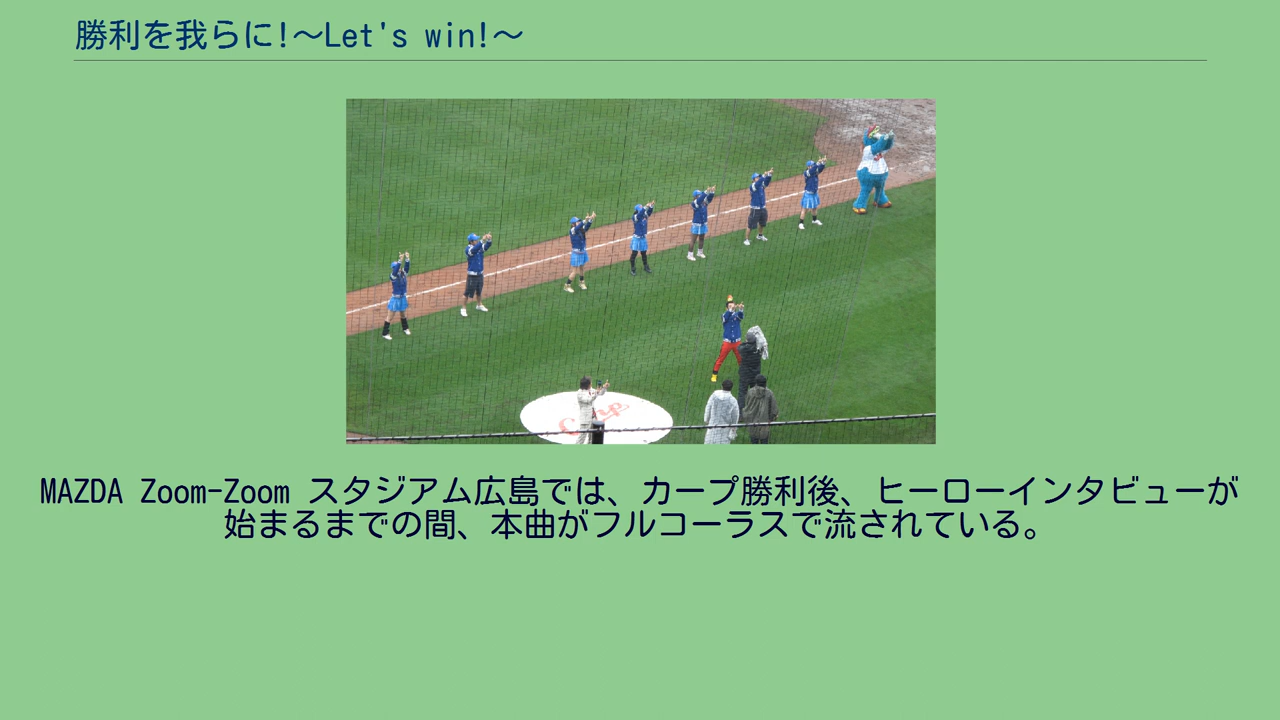 勝利を我らに!～Let's win!～
Carp
MAZDA Zoom-Zoom スタジアム広島では、カープ勝利後、ヒーローインタビューが
始まるまでの間、本曲がフルコーラスで流されている。